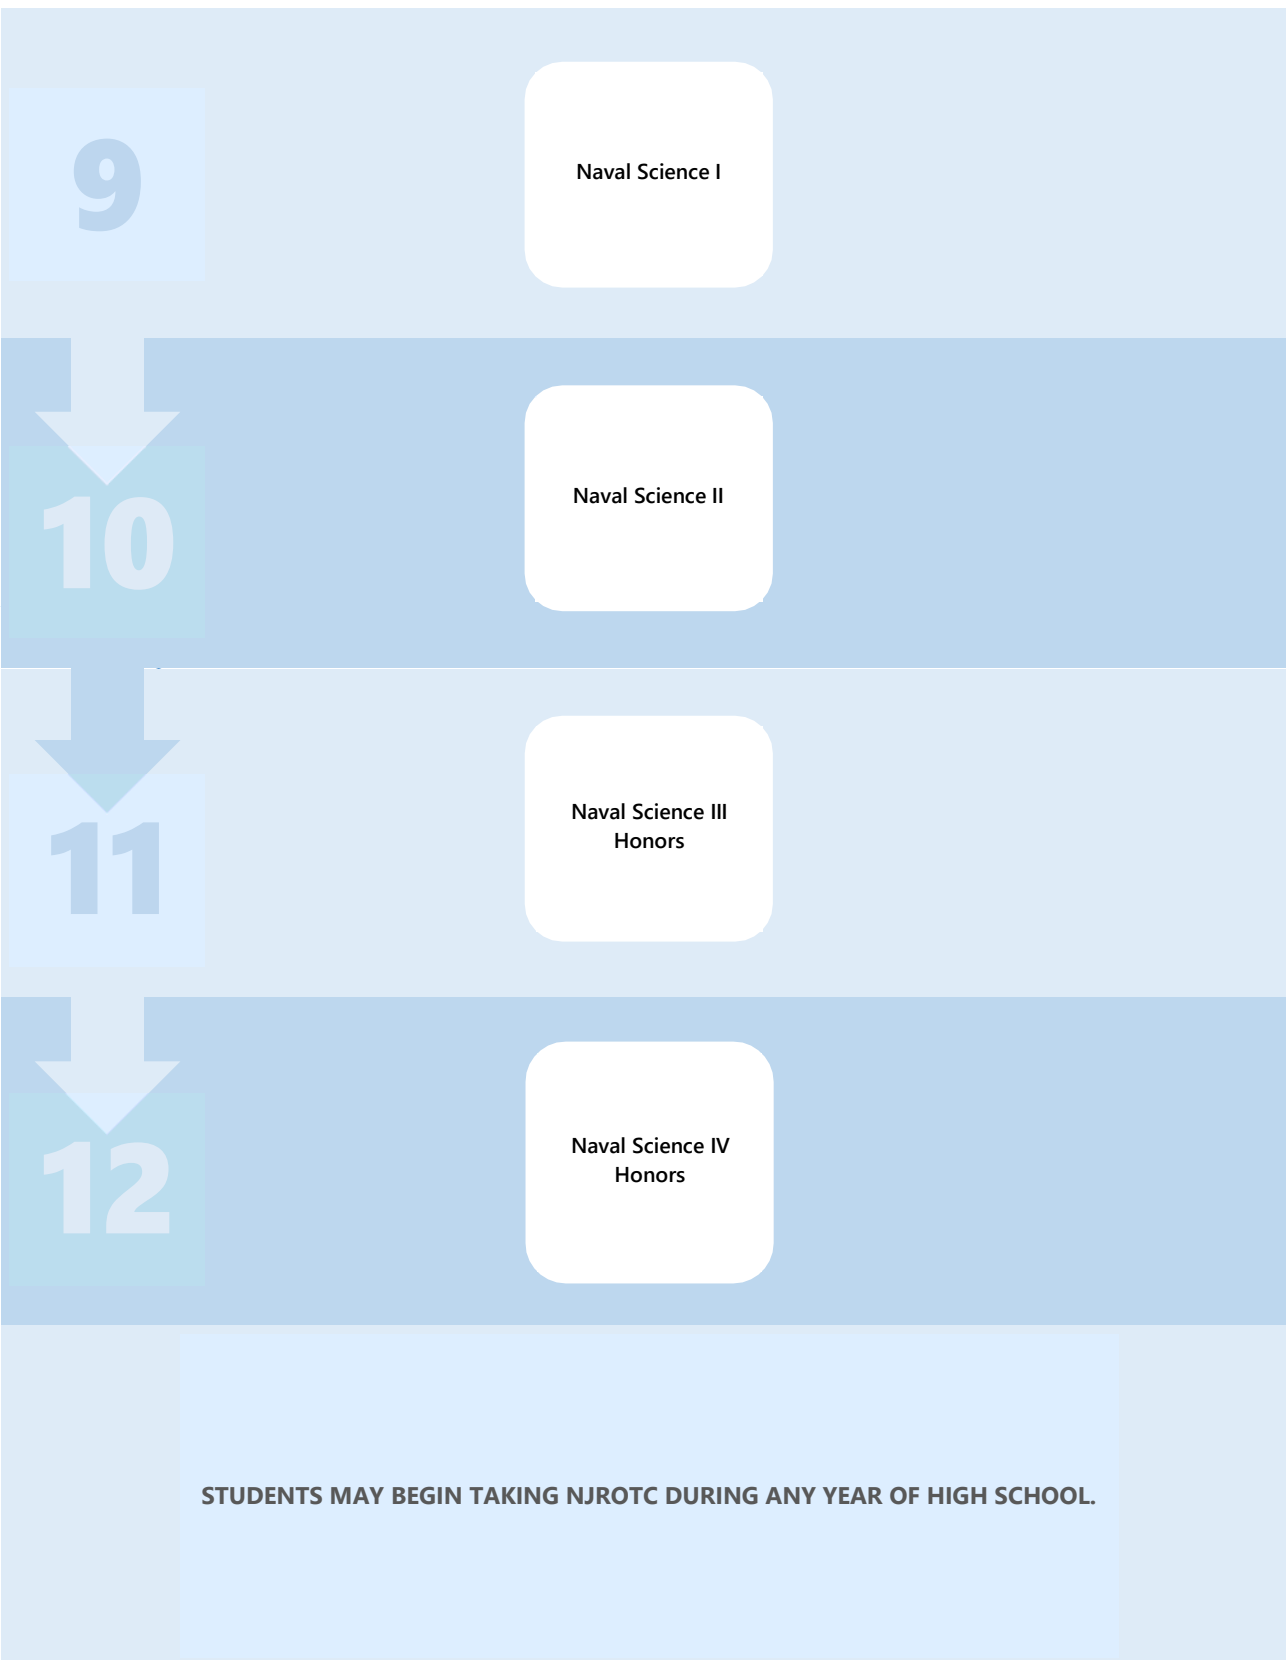 9
Naval Science I
10
Naval Science II
11
Naval Science III
Honors
12
Naval Science IV
Honors
STUDENTS MAY BEGIN TAKING NJROTC DURING ANY YEAR OF HIGH SCHOOL.